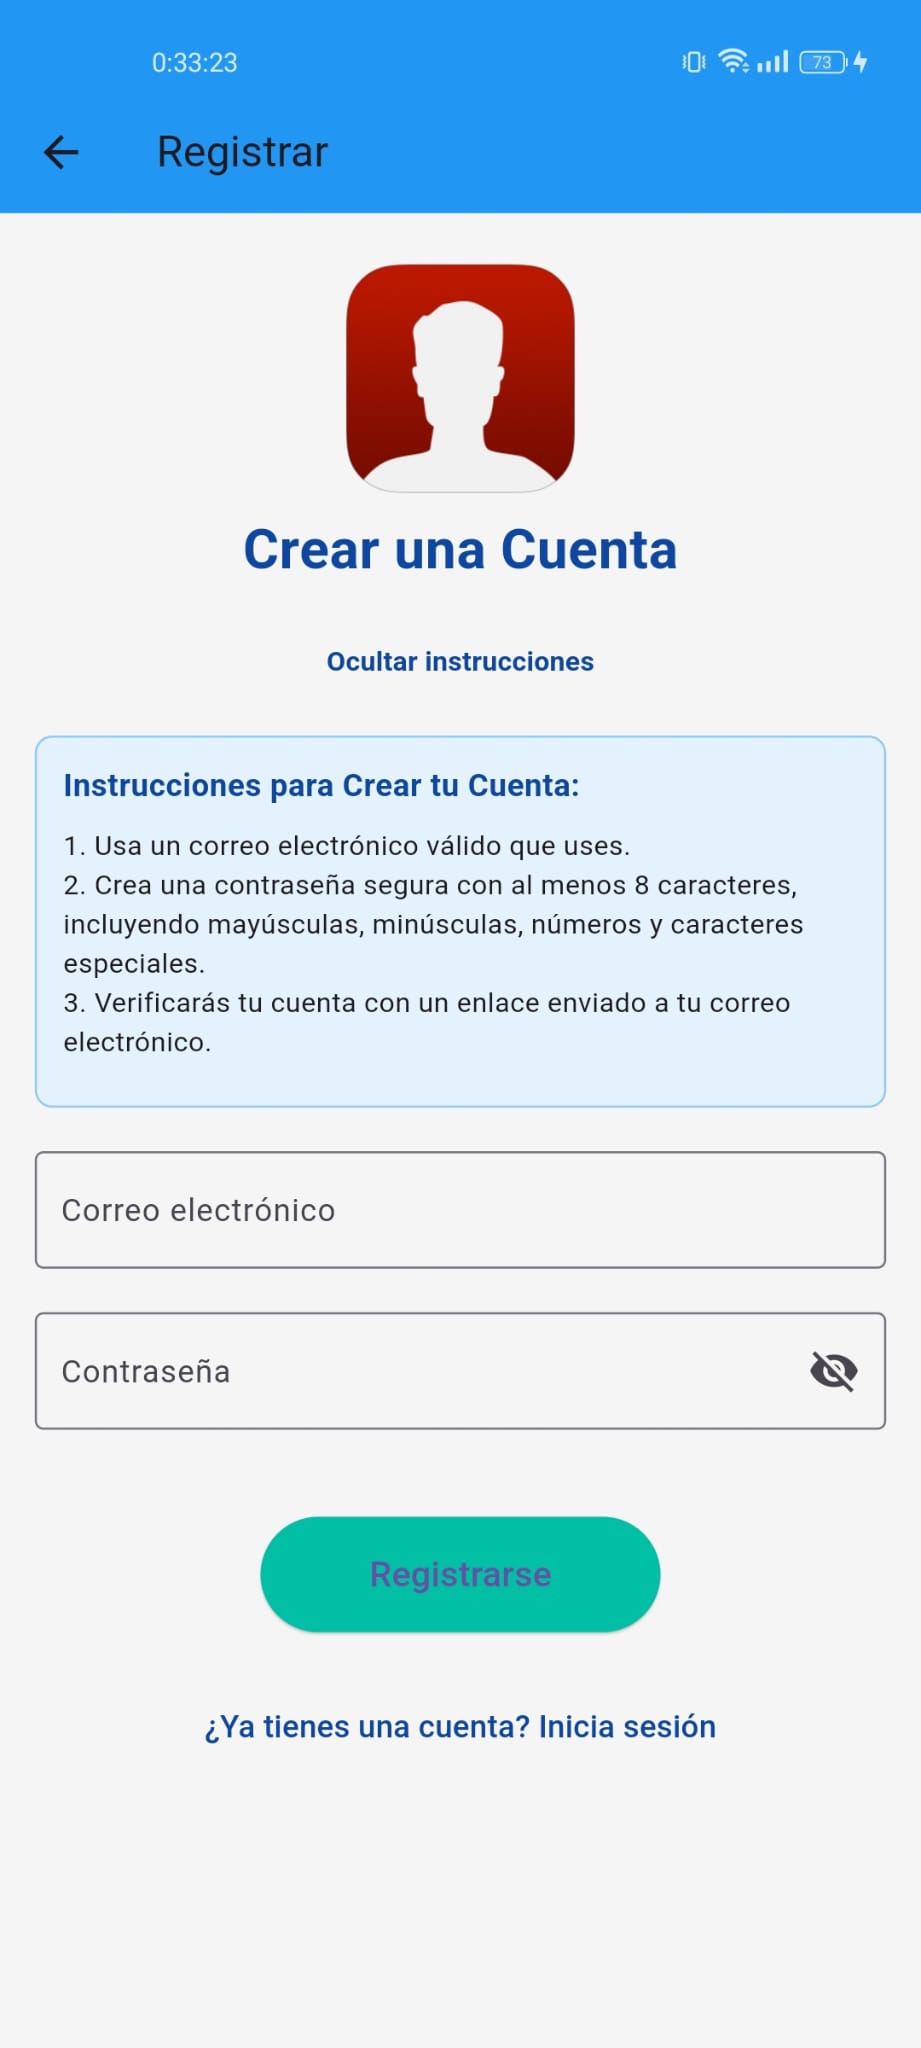 0:33:23
73
Registrar
Crear una Cuenta
Ocultar instrucciones
Instrucciones para Crear tu Cuenta:
1. Usa un correo electrónico válido que uses.
2. Crea una contraseña segura con al menos 8 caracteres,
incluyendo mayúsculas, minúsculas, números y caracteres
especiales.
3. Verificarás tu cuenta con un enlace enviado a tu correo
electrónico.
Correo electrónico
Contraseña
Registrarse
¿Ya tienes una cuenta? Inicia sesión